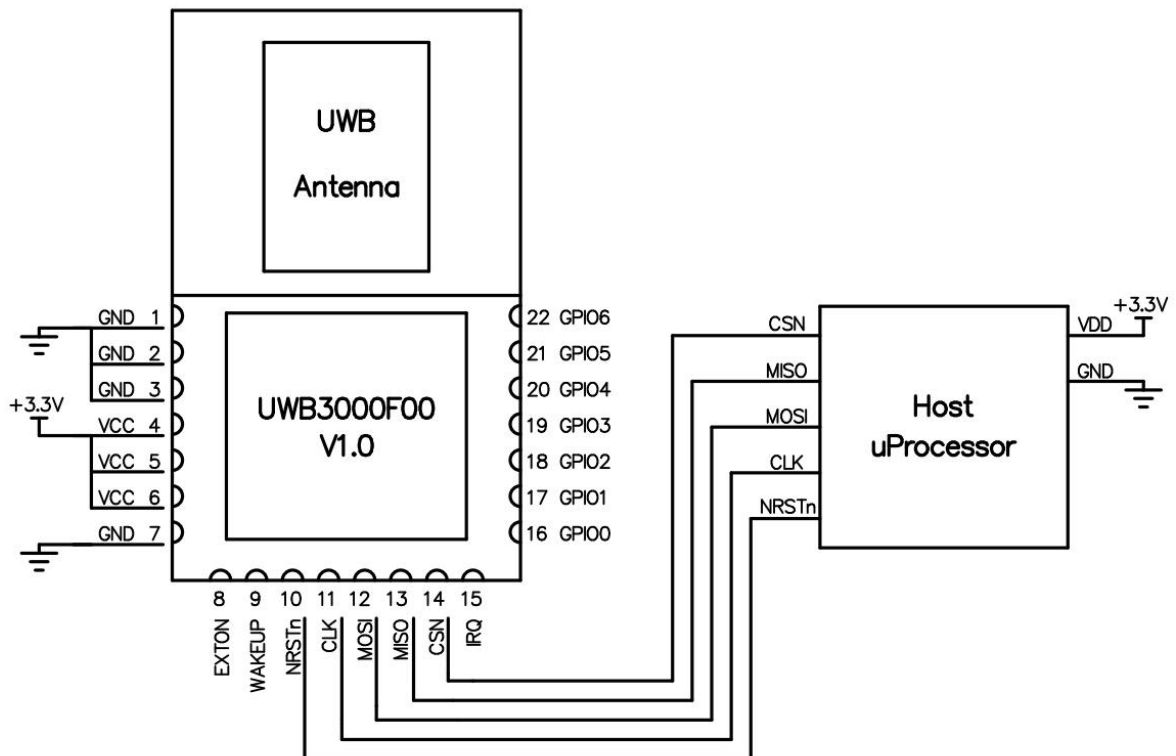 UWB
Antenna
UWB3000F00
V1.0
GND 1
GND 2
GND 3
+3.3V
VCC 4
VCC 5
VCC 6
GND 7
22 GPIO6
21 GPIO5
20 GPIO4
19 GPIO3
18 GPIO2
17 GPIO1
16 GPIO0
8 9 10 11 12 13 14 15
EXTON
WAKEUP
NRSTn
CLK
MOSI
MISO
CSN
IRQ
CSN
MISO
MOSI
CLK
NRSTn
Host
uProcessor
+3.3V
VDD
GND